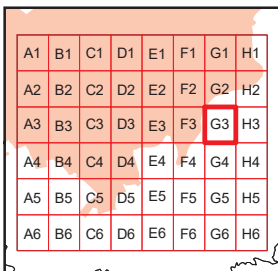 A1 B1 C1 D1 E1 F1 G1 H1
A2 B2 C2 D2 E2 F2 G2 H2
A3 B3 C3 D3 E3 F3 G3 H3
A4 B4 C4 D4 E4 F4 G4 H4
A5 B5 C5 D5 E5 F5 G5 H5
A6 B6 C6 D6 E6 F6 G6 H6